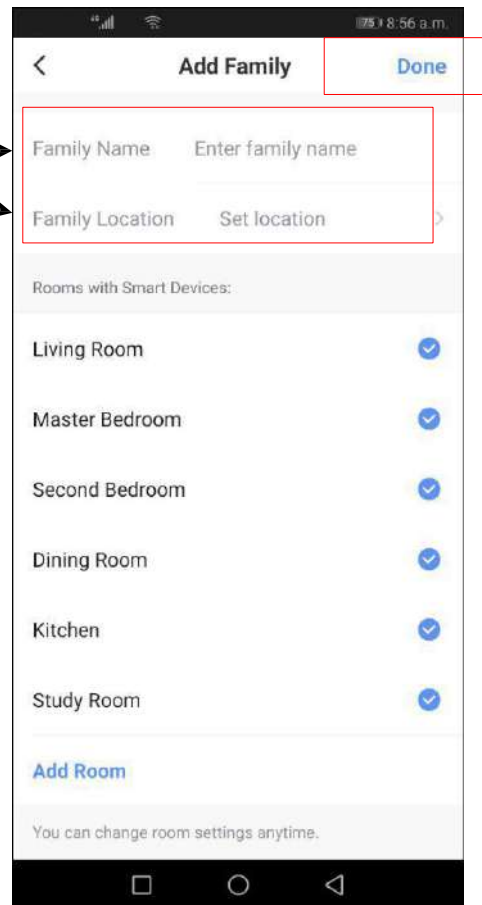 75 8:56 a.m.
Add Family Done
Family Name Enter family name
Family Location Set location
Rooms with Smart Devices:
Living Room
Master Bedroom
Second Bedroom
Dining Room
Kitchen
Study Room
Add Room
You can change room settings anytime.